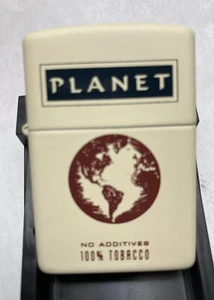 PLANET
NO ADDITIVES
100% TOBACCO